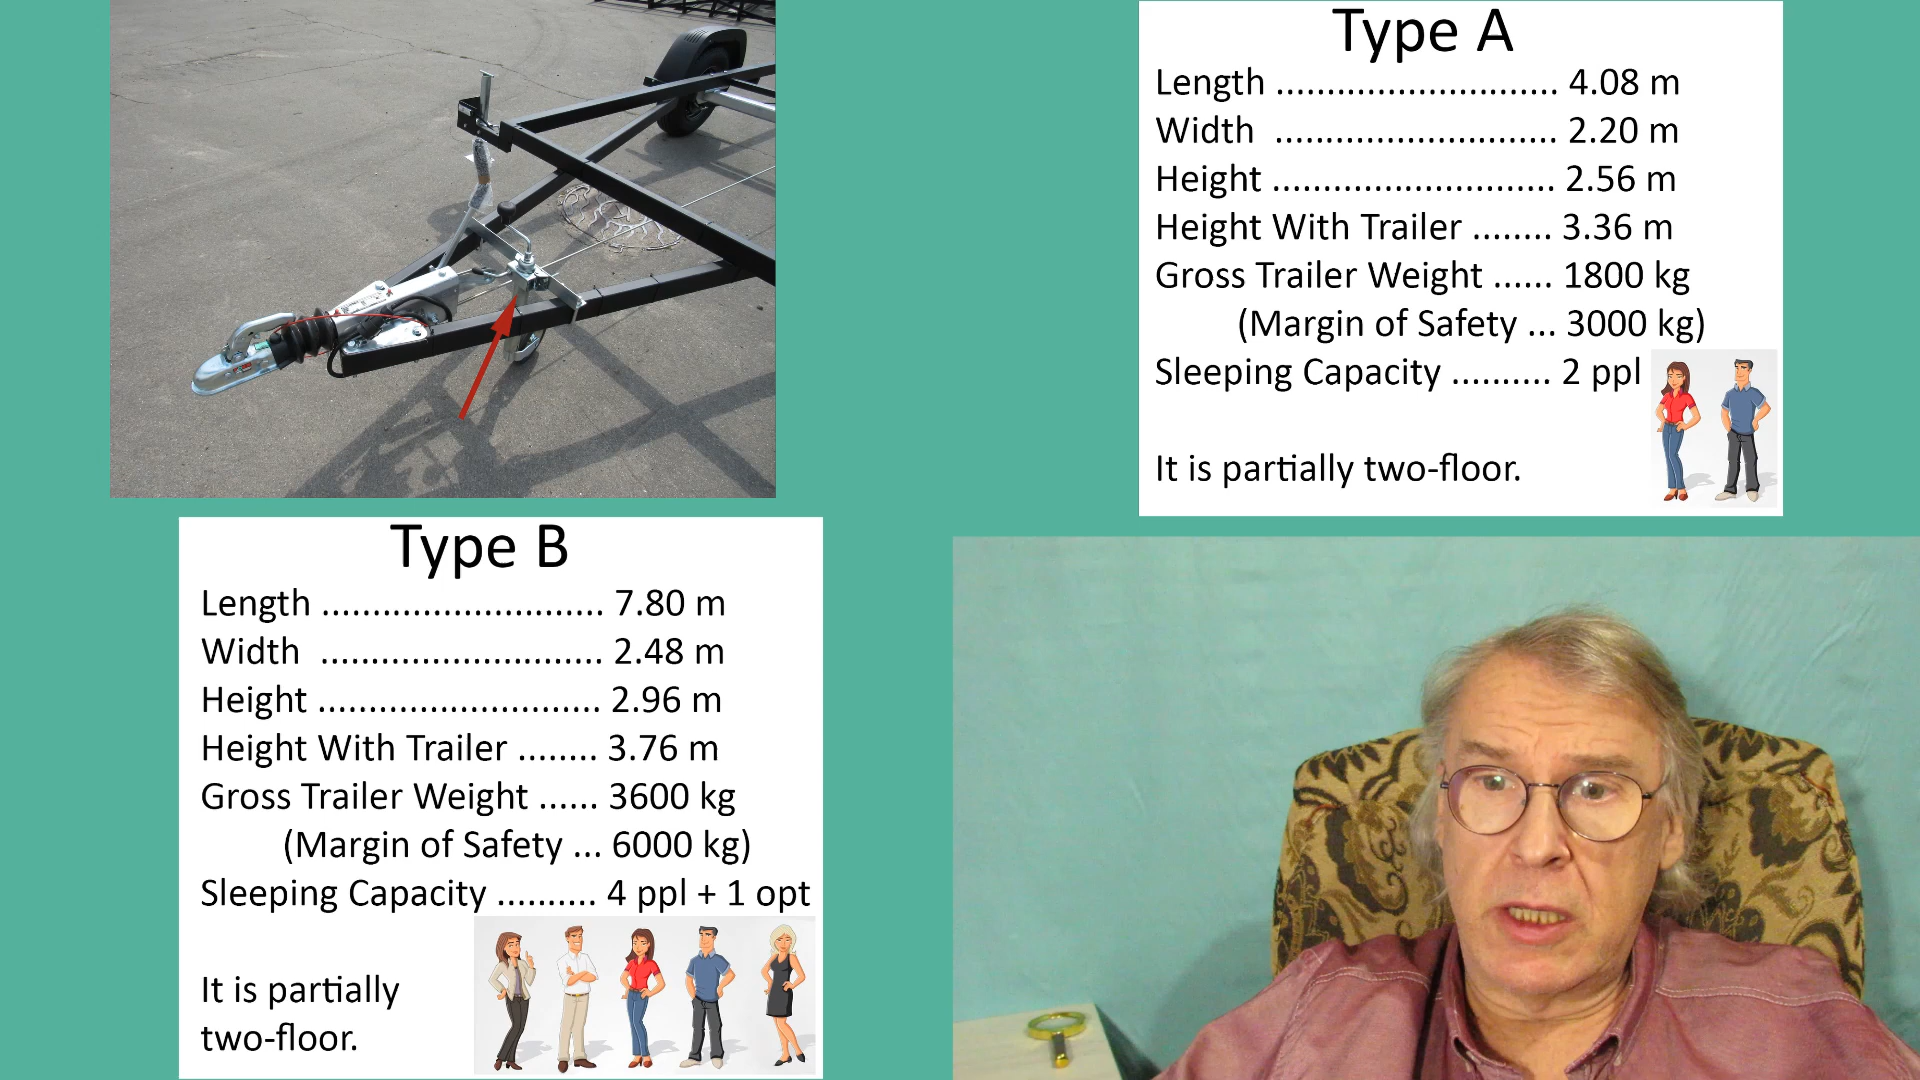 Type A
Length ........................... 4.08 m
Width ........................... 2.20 m
Height ........................... 2.56 m
Height With Trailer ........ 3.36 m
Gross Trailer Weight ...... 1800 kg
(Margin of Safety ... 3000 kg)
Sleeping Capacity .......... 2 ppl
It is partially two-floor.
Type B
Length ........................... 7.80 m
Width ........................... 2.48 m
Height ........................... 2.96 m
Height With Trailer ........ 3.76 m
Gross Trailer Weight ...... 3600 kg
(Margin of Safety ... 6000 kg)
Sleeping Capacity .......... 4 ppl + 1 opt
It is partially
two-floor.